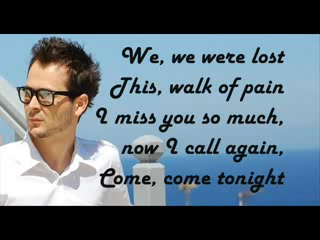 We, we were lost
This, walk of pain
I miss you so much,
now I call again,
Come, come tonight